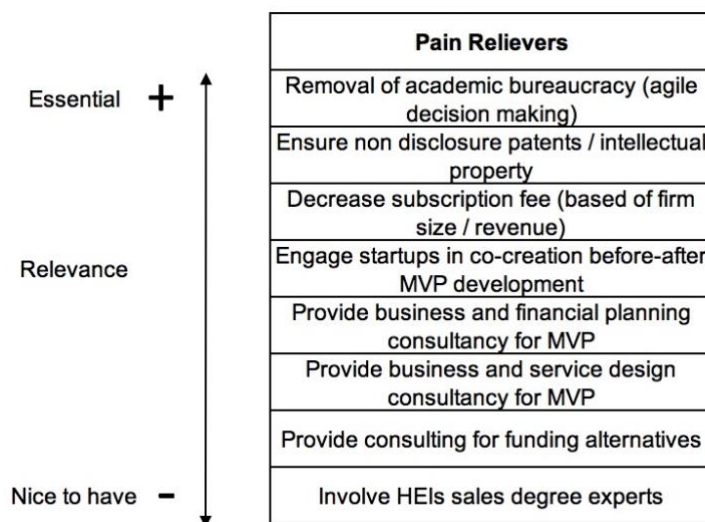 Pain Relievers
Essential +
Removal of academic bureaucracy (agile
decision making)
Ensure non disclosure patents / intellectual
property
Decrease subscription fee (based of firm
size / revenue)
Relevance
Engage startups in co-creation before-after
MVP development
Provide business and financial planning
consultancy for MVP
Provide business and service design
consultancy for MVP
Provide consulting for funding alternatives
Nice to have -
Involve HEIs sales degree experts